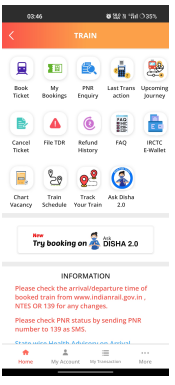 03:46
35%
TRAIN
Book Ticket
My Bookings
PNR Enquiry
Last Transaction
Upcoming Journey
Cancel Ticket
File TDR
Refund History
FAQ
FAQ
IRCTC E-Wallet
Chart Vacancy
Train Schedule
Track Your Train
Ask Disha 2.0
New
Try booking on Ask DISHA 2.0
INFORMATION
Please check the arrival/departure time of
booked train from www.indianrail.gov.in ,
NTES OR 139 for any changes.
Please check PNR status by sending PNR
number to 139 as SMS.
State wise Health Advisory on Arrival
Home
My Account
My Transaction
More